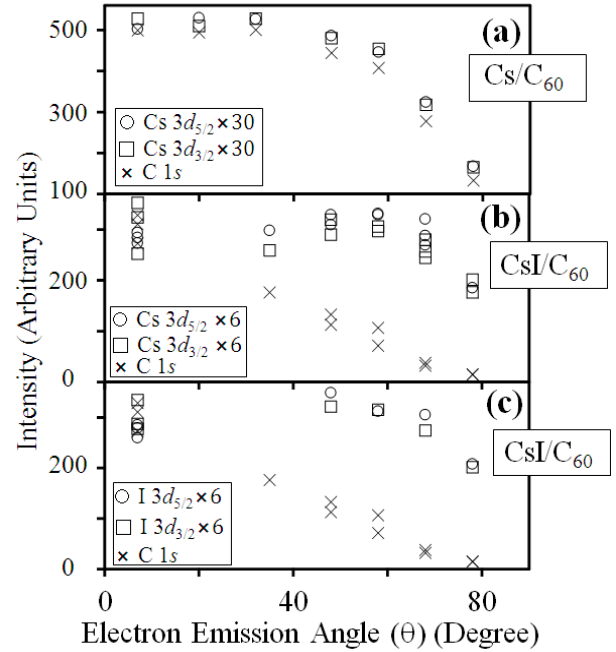 500
300
100
200
0
200
0
Intensity (Arbitrary Units)
(a)
Cs/C60
○ Cs 3d5/2 ×30
□ Cs 3d3/2 ×30
× C 1s
(b)
CsI/C60
○ Cs 3d5/2 ×6
□ Cs 3d3/2 ×6
× C 1s
(c)
CsI/C60
○ I 3d5/2 ×6
□ I 3d3/2 ×6
× C 1s
0 40 80
Electron Emission Angle (θ) (Degree)